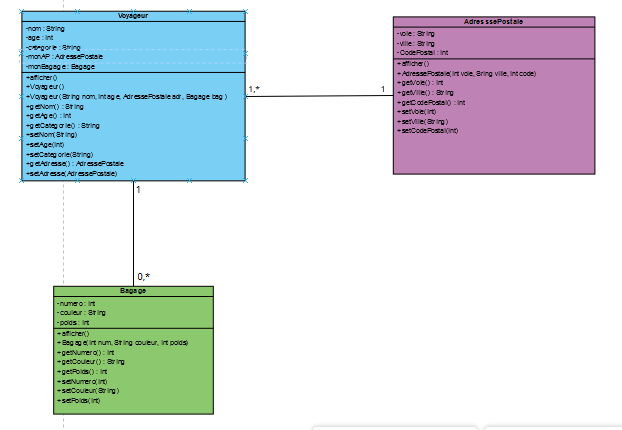 Voyageur
-nom : String
-age : int
-categorie : String
-monAP : AdressePostale
-monBagage : Bagage
+afficher()
+Voyageur()
+Voyageur(String nom, int age, AdressePostale adr, Bagage bag )
+getNom() : String
+getAge() : int
+getCategorie() : String
+setNom(String)
+setAge(int)
+setCategorie(String)
+getAdresse() : AdressePostale
+setAdresse(AdressePostale)
1,*
1
AdresssePostale
-voie : String
-ville : String
-CodePostal : int
+afficher()
+AdressePostale(int voie, Sring ville, int code)
+getVoie() : int
+getVille() : String
+getCodePostal() : int
+setVoie(int)
+setVille(String)
+setCodePostal(int)
1
0,*
Bagage
-numero : int
-couleur : String
-poids : int
+afficher()
+Bagage(int num, String couleur, int poids)
+getNumero() : int
+getCouleur() : String
+getPoids() : int
+setNumero(int)
+setCouleur(String)
+setPoids(int)